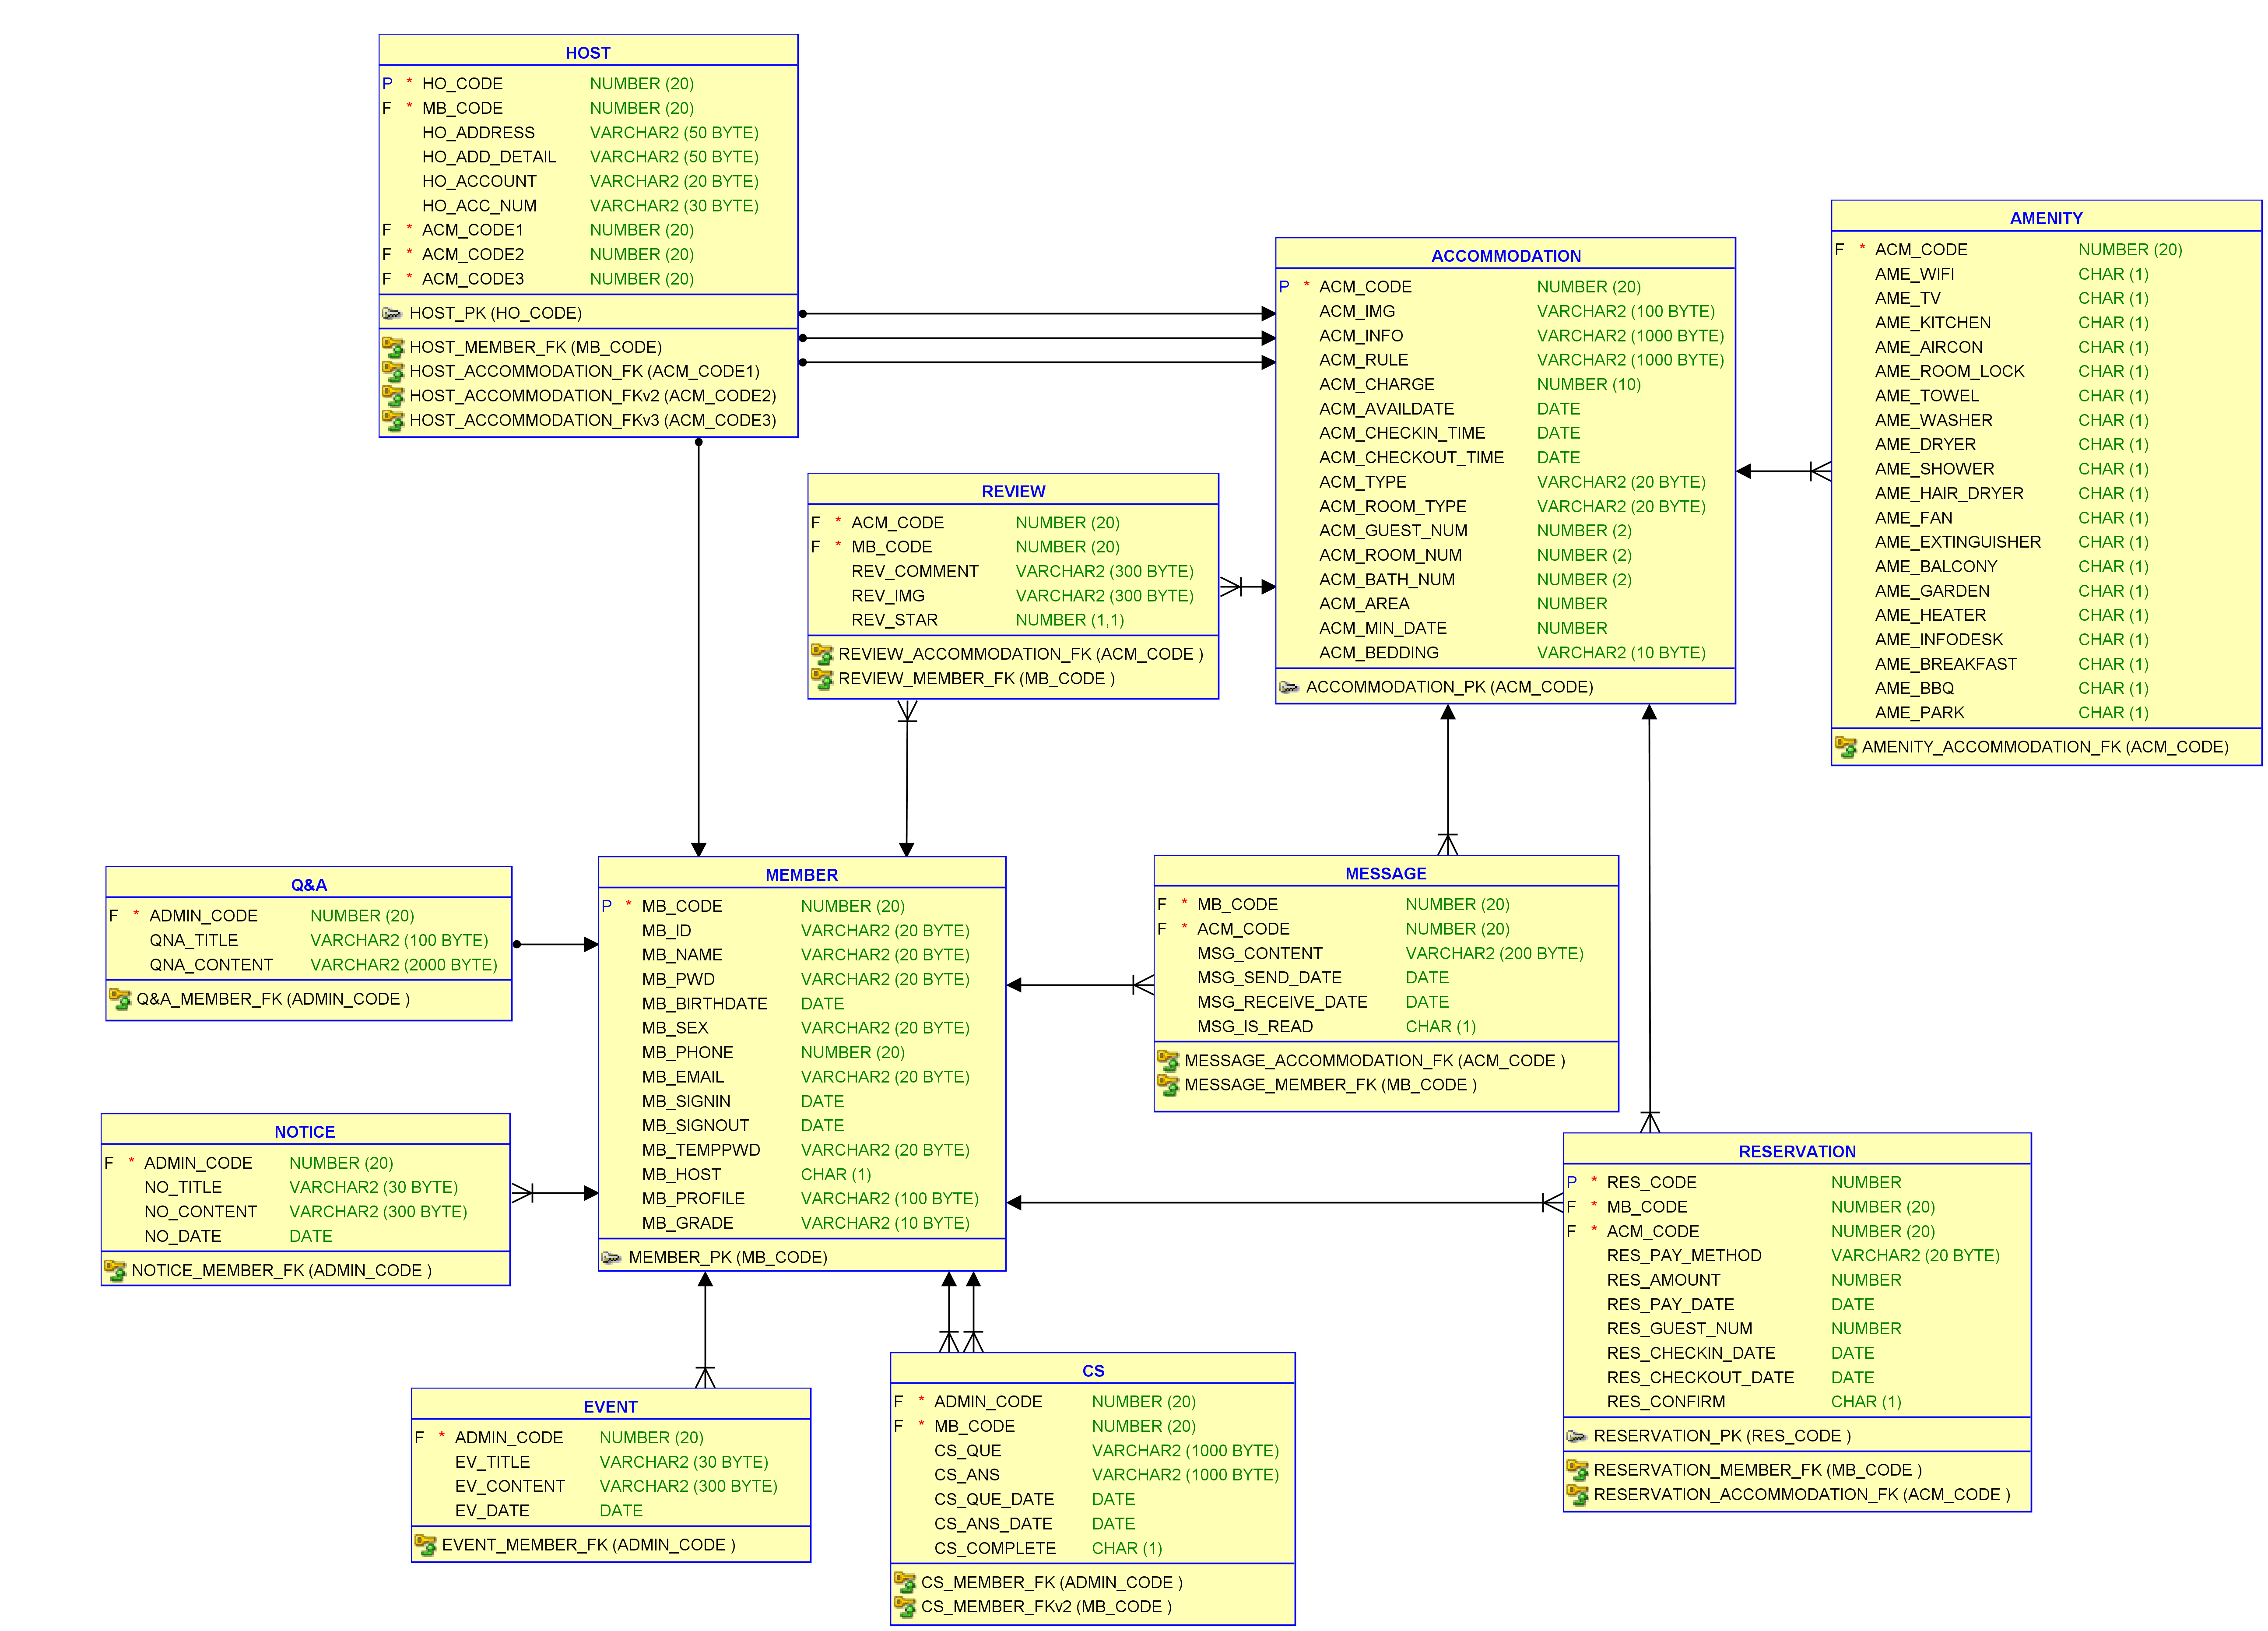 HOST
P * HO_CODE NUMBER (20)
F * MB_CODE NUMBER (20)
HO_ADDRESS VARCHAR2 (50 BYTE)
HO_ADD_DETAIL VARCHAR2 (50 BYTE)
HO_ACCOUNT VARCHAR2 (20 BYTE)
HO_ACC_NUM VARCHAR2 (30 BYTE)
F * ACM_CODE1 NUMBER (20)
F * ACM_CODE2 NUMBER (20)
F * ACM_CODE3 NUMBER (20)
HOST_PK (HO_CODE)
HOST_MEMBER_FK (MB_CODE)
HOST_ACCOMMODATION_FK (ACM_CODE1)
HOST_ACCOMMODATION_FKv2 (ACM_CODE2)
HOST_ACCOMMODATION_FKv3 (ACM_CODE3)
ACCOMMODATION
P * ACM_CODE NUMBER (20)
ACM_IMG VARCHAR2 (100 BYTE)
ACM_INFO VARCHAR2 (1000 BYTE)
ACM_RULE VARCHAR2 (1000 BYTE)
ACM_CHARGE NUMBER (10)
ACM_AVAILDATE DATE
ACM_CHECKIN_TIME DATE
ACM_CHECKOUT_TIME DATE
ACM_TYPE VARCHAR2 (20 BYTE)
ACM_ROOM_TYPE VARCHAR2 (20 BYTE)
ACM_GUEST_NUM NUMBER (2)
ACM_ROOM_NUM NUMBER (2)
ACM_BATH_NUM NUMBER (2)
ACM_AREA NUMBER
ACM_MIN_DATE NUMBER
ACM_BEDDING VARCHAR2 (10 BYTE)
ACCOMMODATION_PK (ACM_CODE)
AMENITY
F * ACM_CODE NUMBER (20)
AME_WIFI CHAR (1)
AME_TV CHAR (1)
AME_KITCHEN CHAR (1)
AME_AIRCON CHAR (1)
AME_ROOM_LOCK CHAR (1)
AME_TOWEL CHAR (1)
AME_WASHER CHAR (1)
AME_DRYER CHAR (1)
AME_SHOWER CHAR (1)
AME_HAIR_DRYER CHAR (1)
AME_FAN CHAR (1)
AME_EXTINGUISHER CHAR (1)
AME_BALCONY CHAR (1)
AME_GARDEN CHAR (1)
AME_HEATER CHAR (1)
AME_INFODESK CHAR (1)
AME_BREAKFAST CHAR (1)
AME_BBQ CHAR (1)
AME_PARK CHAR (1)
AMENITY_ACCOMMODATION_FK (ACM_CODE)
REVIEW
F * ACM_CODE NUMBER (20)
F * MB_CODE NUMBER (20)
REV_COMMENT VARCHAR2 (300 BYTE)
REV_IMG VARCHAR2 (300 BYTE)
REV_STAR NUMBER (1,1)
REVIEW_ACCOMMODATION_FK (ACM_CODE )
REVIEW_MEMBER_FK (MB_CODE )
Q&A
F * ADMIN_CODE NUMBER (20)
QNA_TITLE VARCHAR2 (100 BYTE)
QNA_CONTENT VARCHAR2 (2000 BYTE)
Q&A_MEMBER_FK (ADMIN_CODE )
MEMBER
P * MB_CODE NUMBER (20)
MB_ID VARCHAR2 (20 BYTE)
MB_NAME VARCHAR2 (20 BYTE)
MB_PWD VARCHAR2 (20 BYTE)
MB_BIRTHDATE DATE
MB_SEX VARCHAR2 (20 BYTE)
MB_PHONE NUMBER (20)
MB_EMAIL VARCHAR2 (20 BYTE)
MB_SIGNIN DATE
MB_SIGNOUT DATE
MB_TEMPPWD VARCHAR2 (20 BYTE)
MB_HOST CHAR (1)
MB_PROFILE VARCHAR2 (100 BYTE)
MB_GRADE VARCHAR2 (10 BYTE)
MEMBER_PK (MB_CODE)
MESSAGE
F * MB_CODE NUMBER (20)
F * ACM_CODE NUMBER (20)
MSG_CONTENT VARCHAR2 (200 BYTE)
MSG_SEND_DATE DATE
MSG_RECEIVE_DATE DATE
MSG_IS_READ CHAR (1)
MESSAGE_ACCOMMODATION_FK (ACM_CODE )
MESSAGE_MEMBER_FK (MB_CODE )
NOTICE
F * ADMIN_CODE NUMBER (20)
NO_TITLE VARCHAR2 (30 BYTE)
NO_CONTENT VARCHAR2 (300 BYTE)
NO_DATE DATE
NOTICE_MEMBER_FK (ADMIN_CODE )
RESERVATION
P * RES_CODE NUMBER
F * MB_CODE NUMBER (20)
F * ACM_CODE NUMBER (20)
RES_PAY_METHOD VARCHAR2 (20 BYTE)
RES_AMOUNT NUMBER
RES_PAY_DATE DATE
RES_GUEST_NUM NUMBER
RES_CHECKIN_DATE DATE
RES_CHECKOUT_DATE DATE
RES_CONFIRM CHAR (1)
RESERVATION_PK (RES_CODE )
RESERVATION_MEMBER_FK (MB_CODE )
RESERVATION_ACCOMMODATION_FK (ACM_CODE )
EVENT
F * ADMIN_CODE NUMBER (20)
EV_TITLE VARCHAR2 (30 BYTE)
EV_CONTENT VARCHAR2 (300 BYTE)
EV_DATE DATE
EVENT_MEMBER_FK (ADMIN_CODE )
CS
F * ADMIN_CODE NUMBER (20)
F * MB_CODE NUMBER (20)
CS_QUE VARCHAR2 (1000 BYTE)
CS_ANS VARCHAR2 (1000 BYTE)
CS_QUE_DATE DATE
CS_ANS_DATE DATE
CS_COMPLETE CHAR (1)
CS_MEMBER_FK (ADMIN_CODE )
CS_MEMBER_FKv2 (MB_CODE )